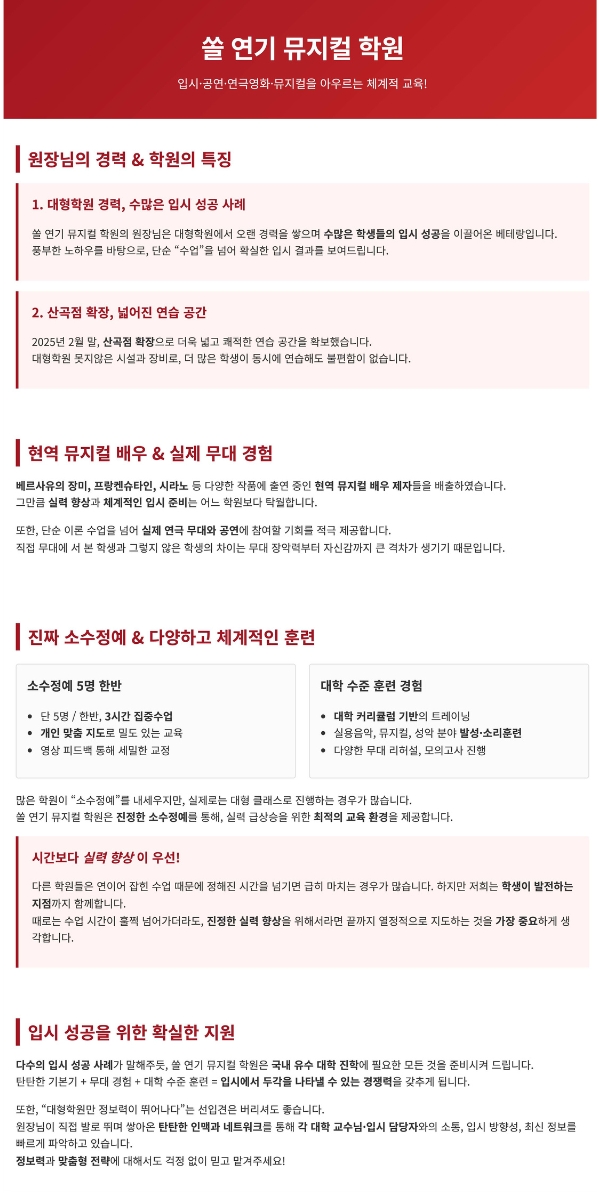 쏠 연기 뮤지컬 학원
입시·공연·연극영화·뮤지컬을 아우르는 체계적 교육!
원장님의 경력 & 학원의 특징
1. 대형학원 경력, 수많은 입시 성공 사례
쏠 연기 뮤지컬 학원의 원장님은 대형학원에서 오랜 경력을 쌓으며 수많은 학생들의 입시 성공을 이끌어온 베테랑입니다.
풍부한 노하우를 바탕으로, 단순 “수업”을 넘어 확실한 입시 결과를 보여드립니다.
2. 산곡점 확장, 넓어진 연습 공간
2025년 2월 말, 산곡점 확장으로 더욱 넓고 쾌적한 연습 공간을 확보했습니다.
대형학원 못지않은 시설과 장비로, 더 많은 학생이 동시에 연습해도 불편함이 없습니다.
현역 뮤지컬 배우 & 실제 무대 경험
베르사유의 장미, 프랑켄슈타인, 시라노 등 다양한 작품에 출연 중인 현역 뮤지컬 배우 제자들을 배출하였습니다.
그만큼 실력 향상과 체계적인 입시 준비는 어느 학원보다 탁월합니다.
또한, 단순 이론 수업을 넘어 실제 연극 무대와 공연에 참여할 기회를 적극 제공합니다.
직접 무대에 서 본 학생과 그렇지 않은 학생의 차이는 무대 장악력부터 자신감까지 큰 격차가 생기기 때문입니다.
진짜 소수정예 & 다양하고 체계적인 훈련
소수정예 5명 한반
• 단 5명 / 한반, 3시간 집중수업
• 개인 맞춤 지도로 밀도 있는 교육
• 영상 피드백 통해 세밀한 교정
대학 수준 훈련 경험
• 대학 커리큘럼 기반의 트레이닝
• 실용음악, 뮤지컬, 성악 분야 발성·소리훈련
• 다양한 무대 리허설, 모의고사 진행
많은 학원이 “소수정예”를 내세우지만, 실제로는 대형 클래스로 진행하는 경우가 많습니다.
쏠 연기 뮤지컬 학원은 진정한 소수정예를 통해, 실력 급상승을 위한 최적의 교육 환경을 제공합니다.
시간보다 실력 향상 이 우선!
다른 학원들은 연이어 잡힌 수업 때문에 정해진 시간을 넘기면 급히 마치는 경우가 많습니다. 하지만 저희는 학생이 발전하는
지점까지 함께합니다.
때로는 수업 시간이 훌쩍 넘어가더라도, 진정한 실력 향상을 위해서라면 끝까지 열정적으로 지도하는 것을 가장 중요하게 생
각합니다.
입시 성공을 위한 확실한 지원
다수의 입시 성공 사례가 말해주듯, 쏠 연기 뮤지컬 학원은 국내 유수 대학 진학에 필요한 모든 것을 준비시켜 드립니다.
탄탄한 기본기 + 무대 경험 + 대학 수준 훈련 = 입시에서 두각을 나타낼 수 있는 경쟁력을 갖추게 됩니다.
또한, “대형학원만 정보력이 뛰어나다”는 선입견은 버리셔도 좋습니다.
원장님이 직접 발로 뛰며 쌓아온 탄탄한 인맥과 네트워크를 통해 각 대학 교수님·입시 담당자와의 소통, 입시 방향성, 최신 정보를
빠르게 파악하고 있습니다.
정보력과 맞춤형 전략에 대해서도 걱정 없이 믿고 맡겨주세요!